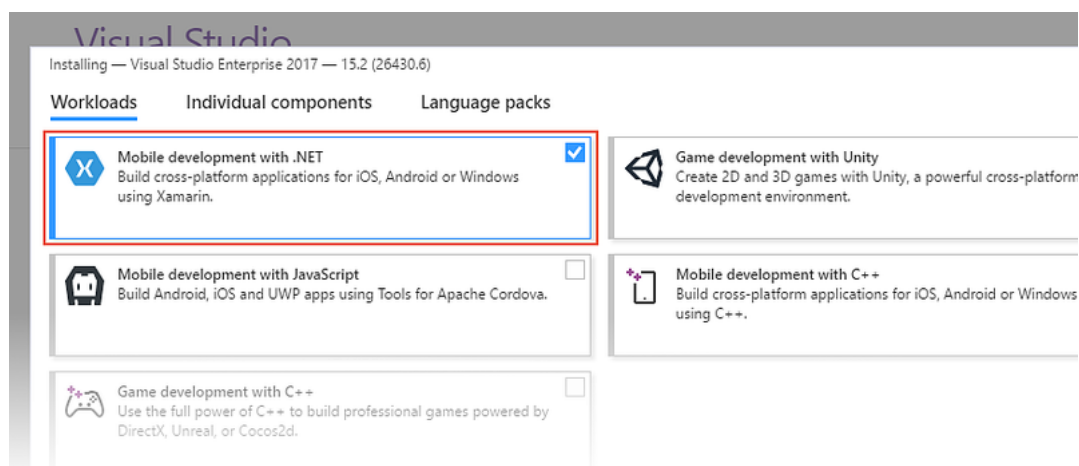 Visual Studio
Installing — Visual Studio Enterprise 2017 — 15.2 (26430.6)
Workloads Individual components Language packs
Mobile development with .NET
Build cross-platform applications for iOS, Android or Windows
using Xamarin.
Game development with Unity
Create 2D and 3D games with Unity, a powerful cross-platform
development environment.
Mobile development with JavaScript
Build Android, iOS and UWP apps using Tools for Apache Cordova.
Mobile development with C++
Build cross-platform applications for iOS, Android or Windows
using C++.
Game development with C++
Use the full power of C++ to build professional games powered by
DirectX, Unreal, or Cocos2d.